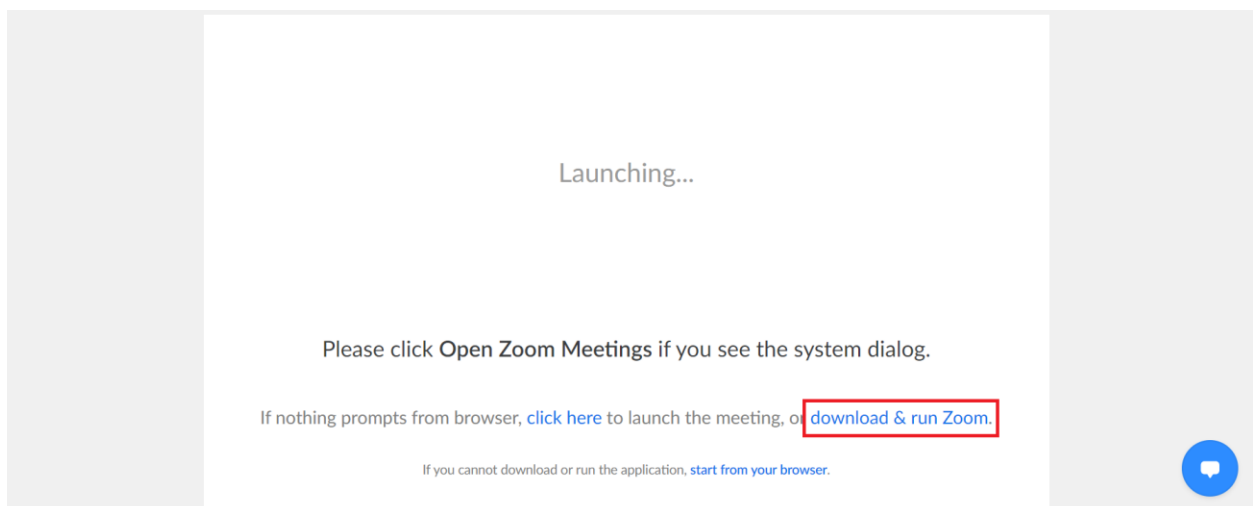 Launching...
Please click Open Zoom Meetings if you see the system dialog.
If nothing prompts from browser, click here to launch the meeting, or download & run Zoom.
If you cannot download or run the application, start from your browser.